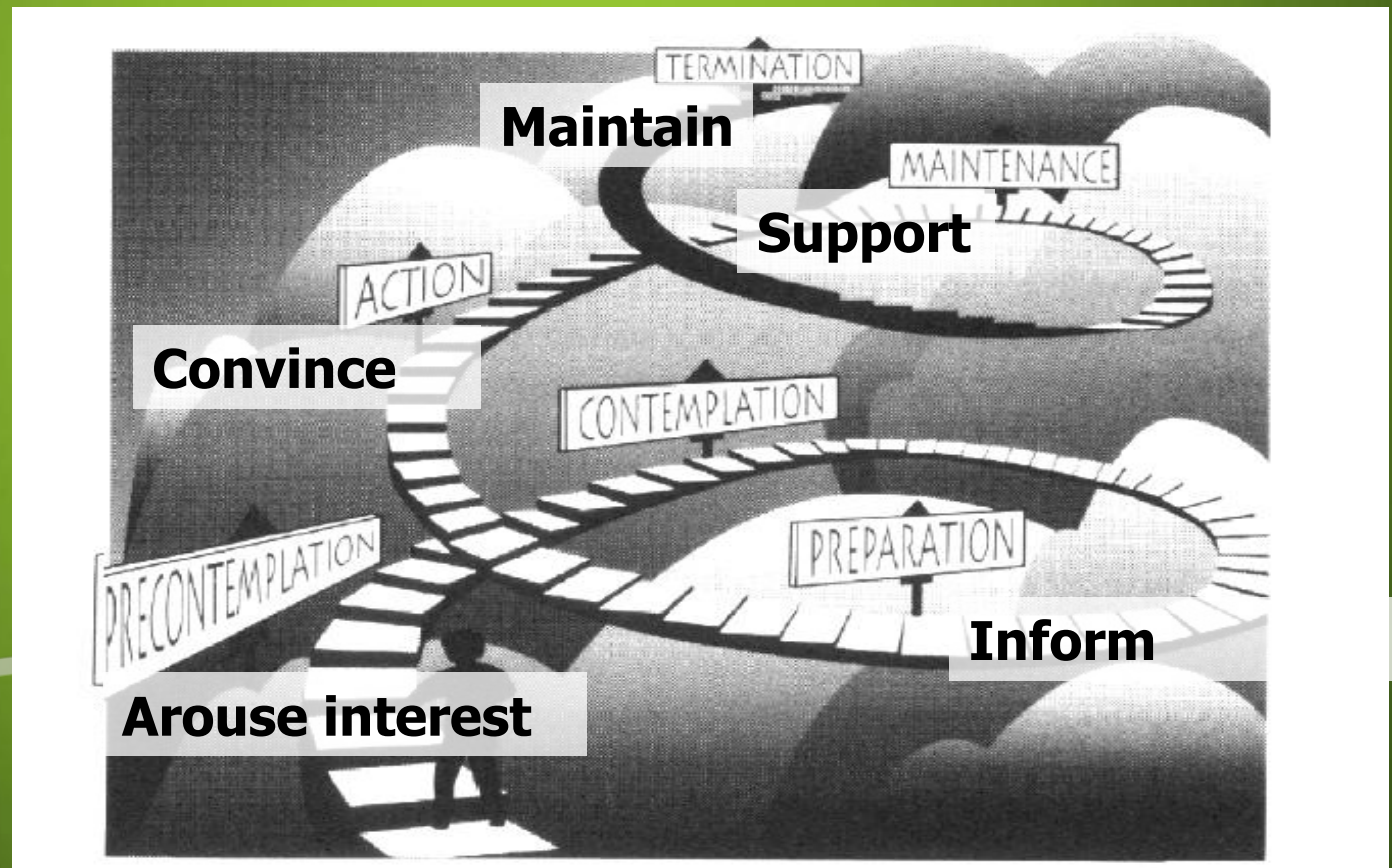 TERMINATION
Maintain
MAINTENANCE
Support
ACTION
Convince
CONTEMPLATION
PREPARATION
PRECONTEMPLATION
Inform
Arouse interest